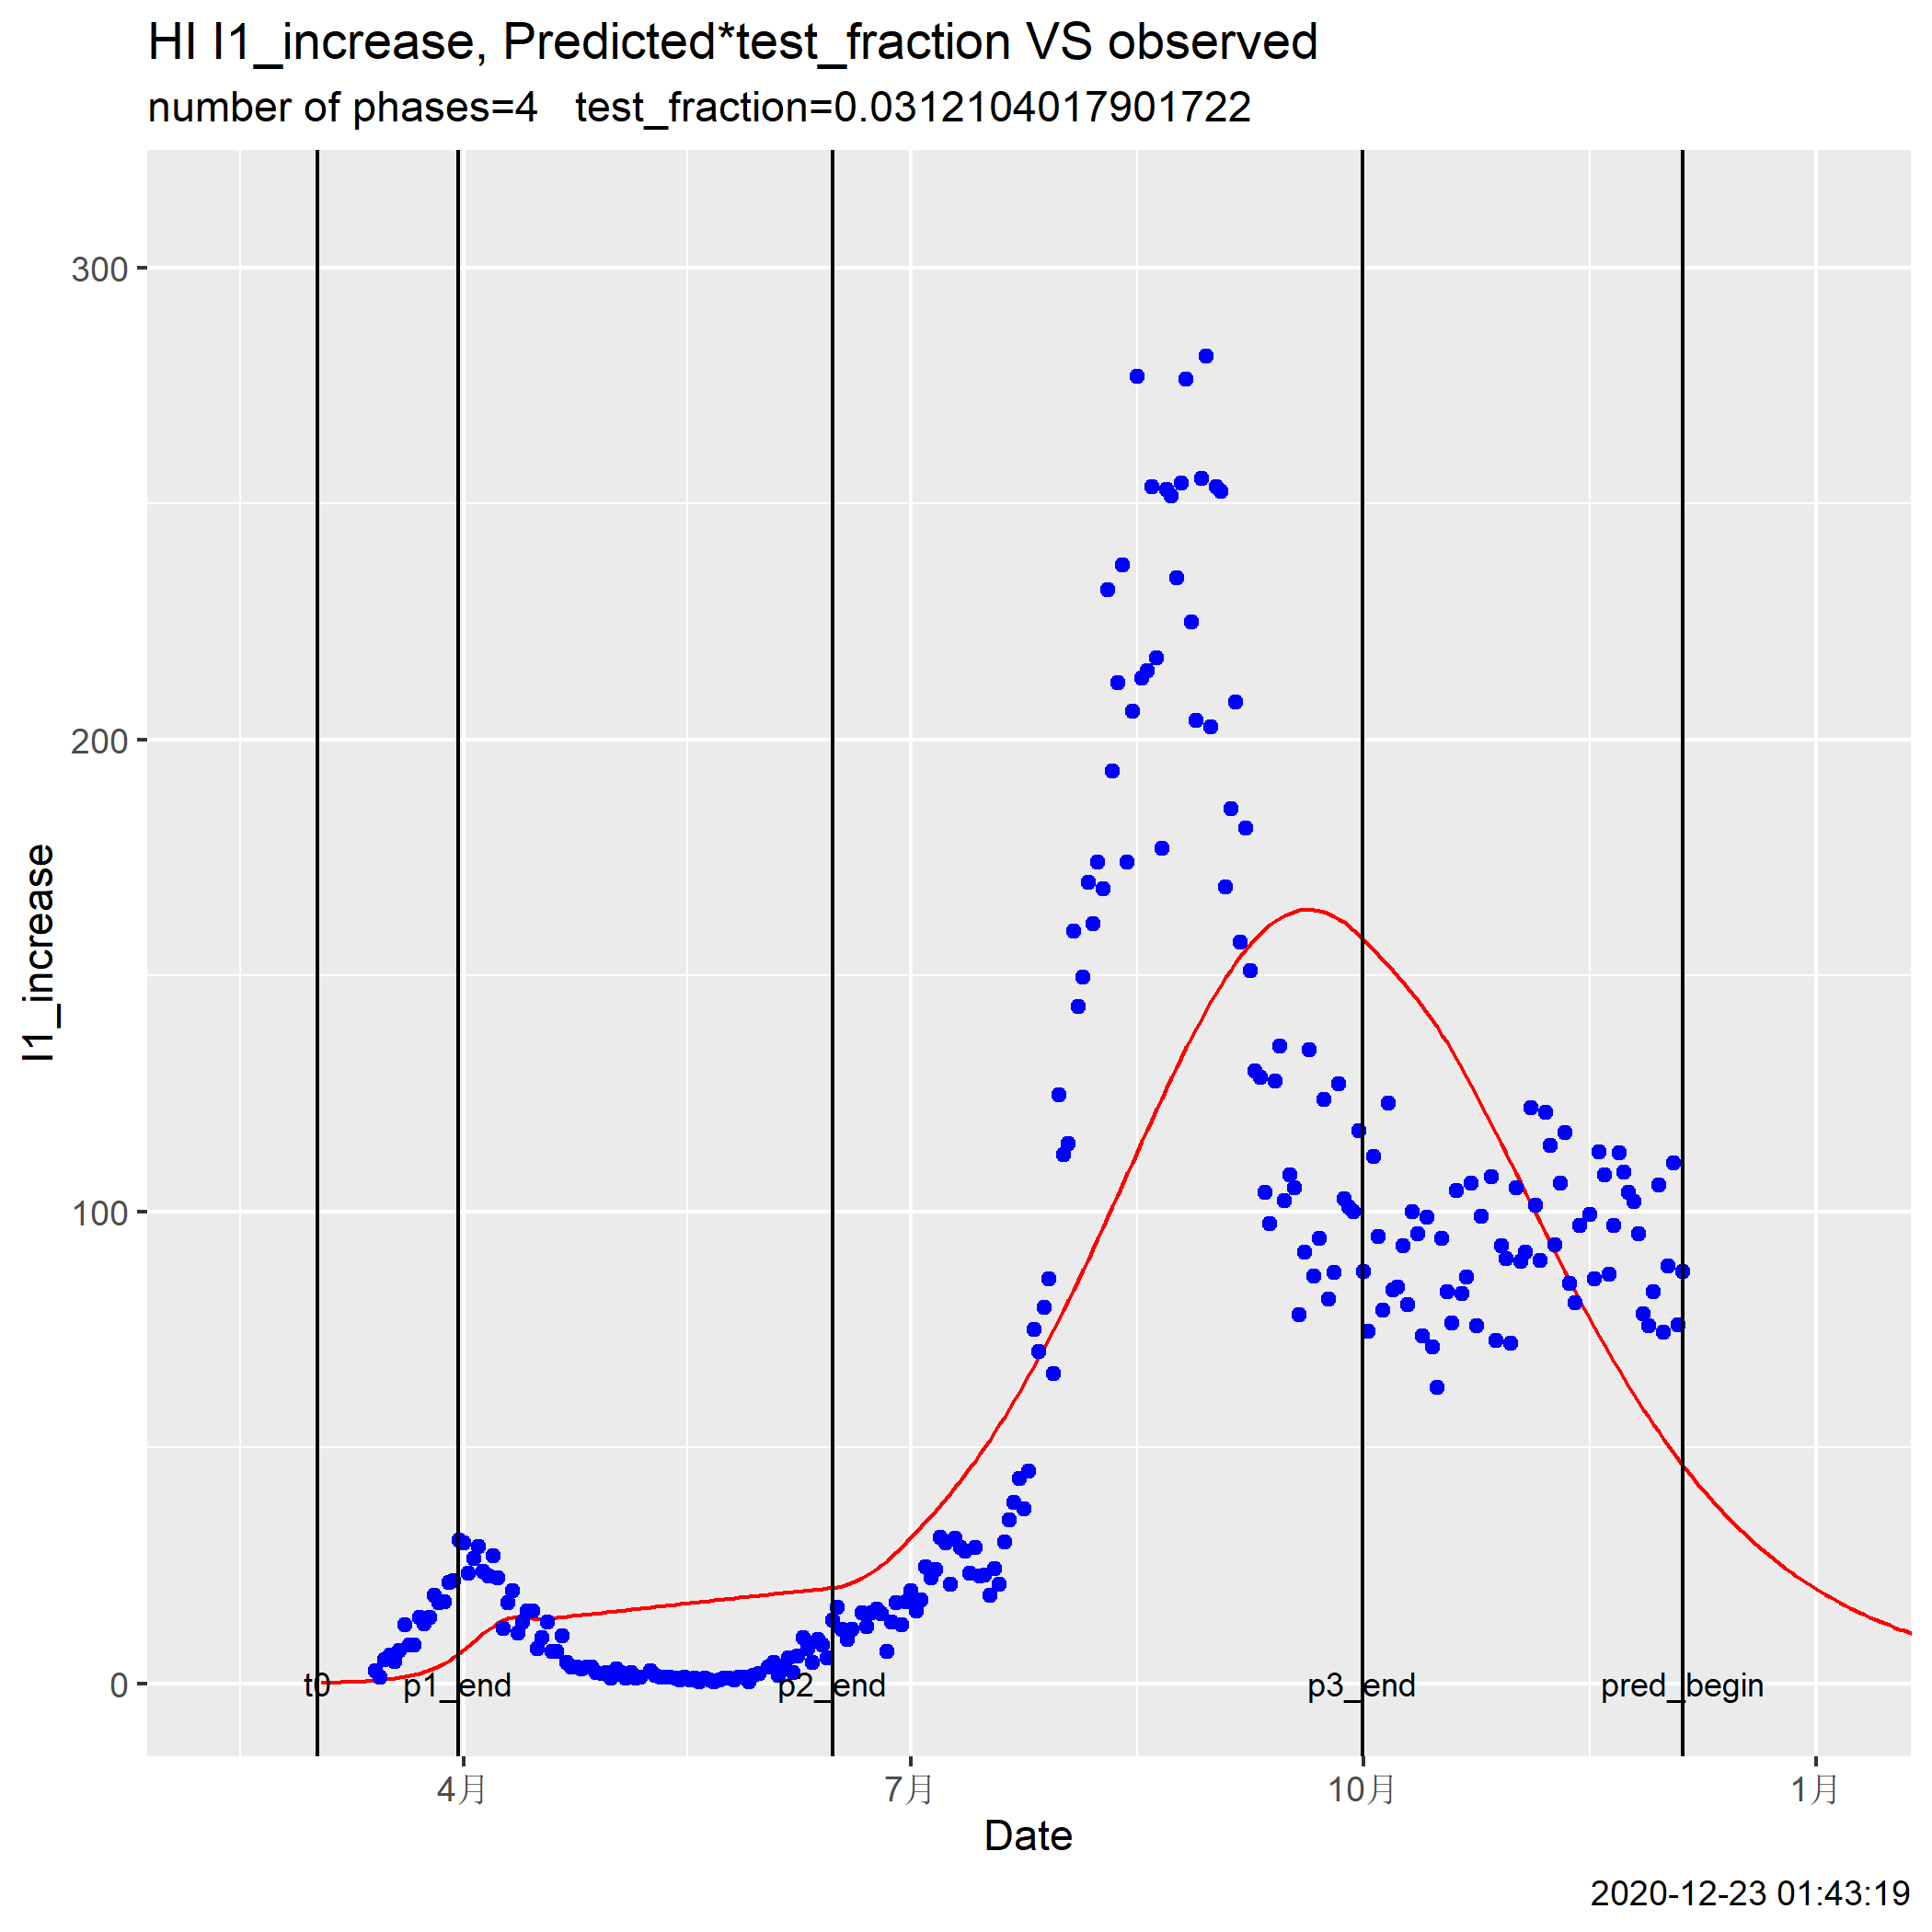 HI I1_increase, Predicted*test_fraction VS observed
number of phases=4 test_fraction=0.0312104017901722
300
200
100
0
I1_increase
t0
p1_end
p2_end
p3_end
pred_begin
4月
7月
10月
1月
Date
2020-12-23 01:43:19